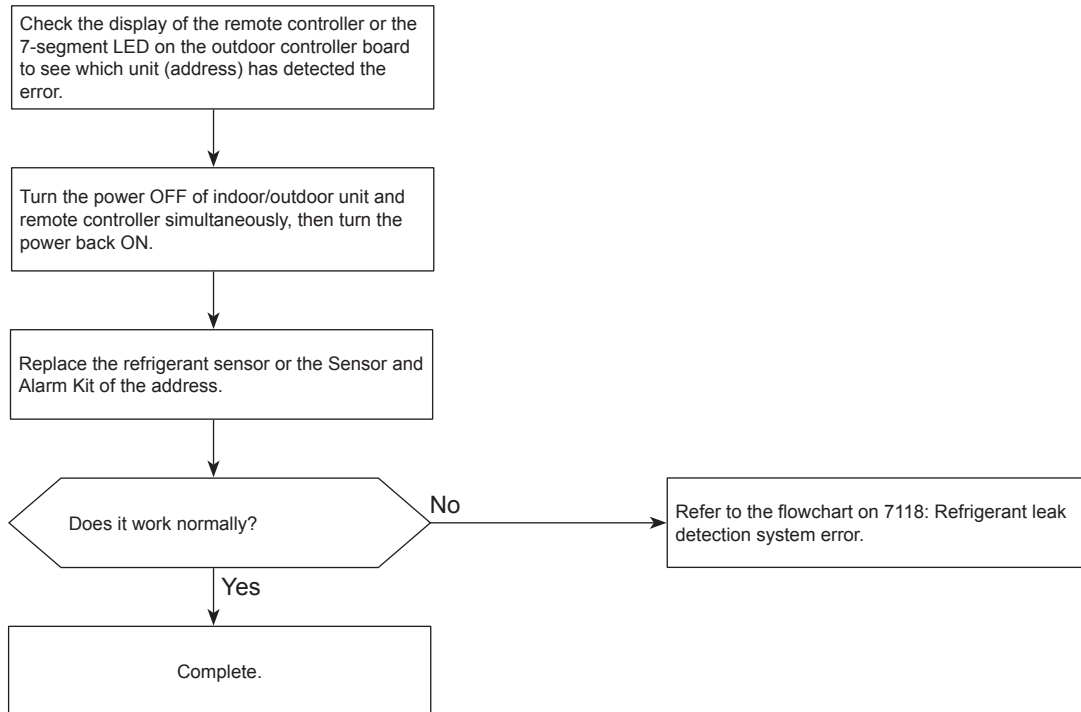 Check the display of the remote controller or the
7-segment LED on the outdoor controller board
to see which unit (address) has detected the
error.
Turn the power OFF of indoor/outdoor unit and
remote controller simultaneously, then turn the
power back ON.
Replace the refrigerant sensor or the Sensor and
Alarm Kit of the address.
Does it work normally?
No
Refer to the flowchart on 7118: Refrigerant leak
detection system error.
Yes
Complete.